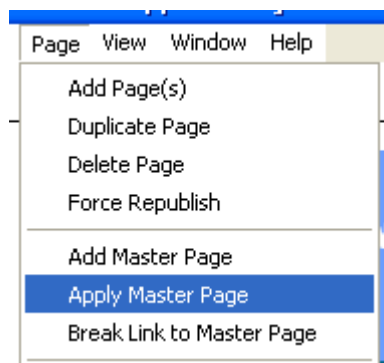 Page View Window Help
Add Page(s)
Duplicate Page
Delete Page
Force Republish
Add Master Page
Apply Master Page
Break Link to Master Page